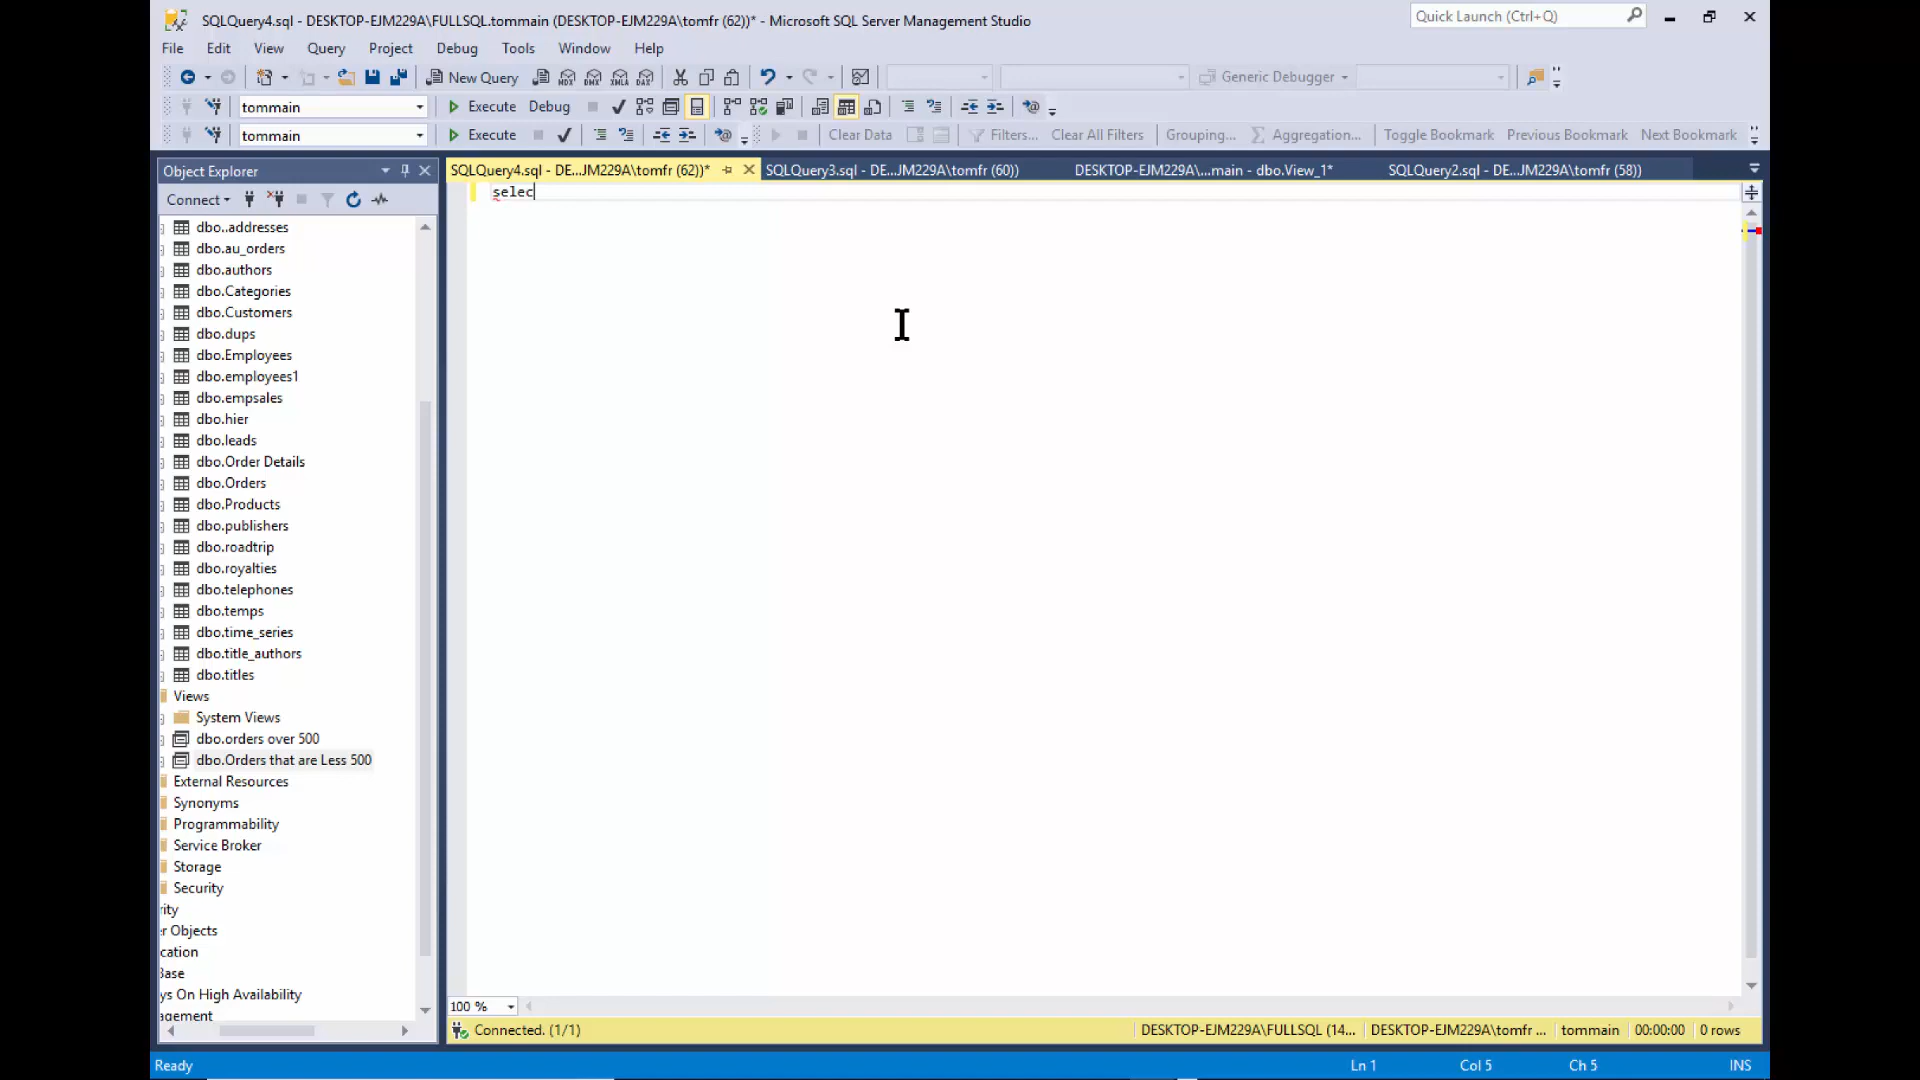 SQLQuery4.sql - DESKTOP-EJM229A\FULLSQL.tommain (DESKTOP-EJM229A\tomfr (62))* - Microsoft SQL Server Management Studio
Quick Launch (Ctrl+Q)
File Edit View Query Project Debug Tools Window Help
New Query MDX DMX XMLA DAX Generic Debugger
tommain Execute Debug
tommain Execute Clear Data Filters... Clear All Filters Grouping... Aggregation... Toggle Bookmark Previous Bookmark Next Bookmark
Object Explorer
SQLQuery4.sql - DE...JM229A\tomfr (62))* SQLQuery3.sql - DE...JM229A\tomfr (60)) DESKTOP-EJM229A\...main - dbo.View_1* SQLQuery2.sql - DE...JM229A\tomfr (58))
Connect
selec
dbo..addresses
dbo.au_orders
dbo.authors
dbo.Categories
dbo.Customers
dbo.dups
dbo.Employees
dbo.employees1
dbo.empsales
dbo.hier
dbo.leads
dbo.Order Details
dbo.Orders
dbo.Products
dbo.publishers
dbo.roadtrip
dbo.royalties
dbo.telephones
dbo.temps
dbo.time_series
dbo.title_authors
dbo.titles
Views
System Views
dbo.orders over 500
dbo.Orders that are Less 500
External Resources
Synonyms
Programmability
Service Broker
Storage
Security
rity
r Objects
cation
Base
ys On High Availability
agement
100 %
Connected. (1/1)
DESKTOP-EJM229A\FULLSQL (14... DESKTOP-EJM229A\tomfr ... tommain 00:00:00 0 rows
Ready Ln 1 Col 5 Ch 5 INS